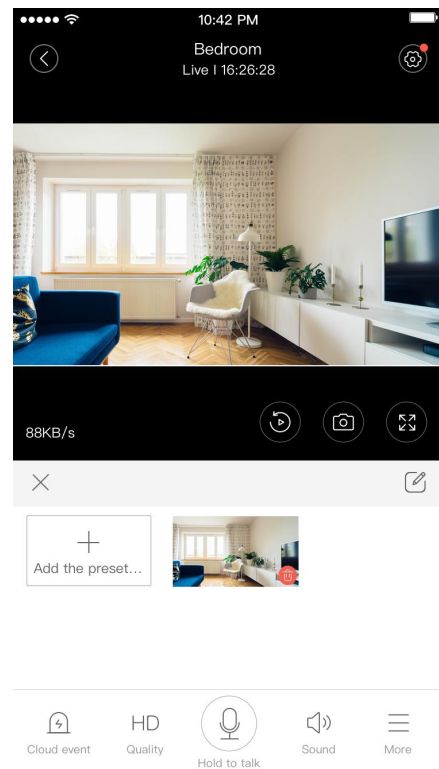 10:42 PM
Bedroom
Live | 16:26:28
88KB/s
Add the preset...
Cloud event
HD
Quality
Hold to talk
Sound
More